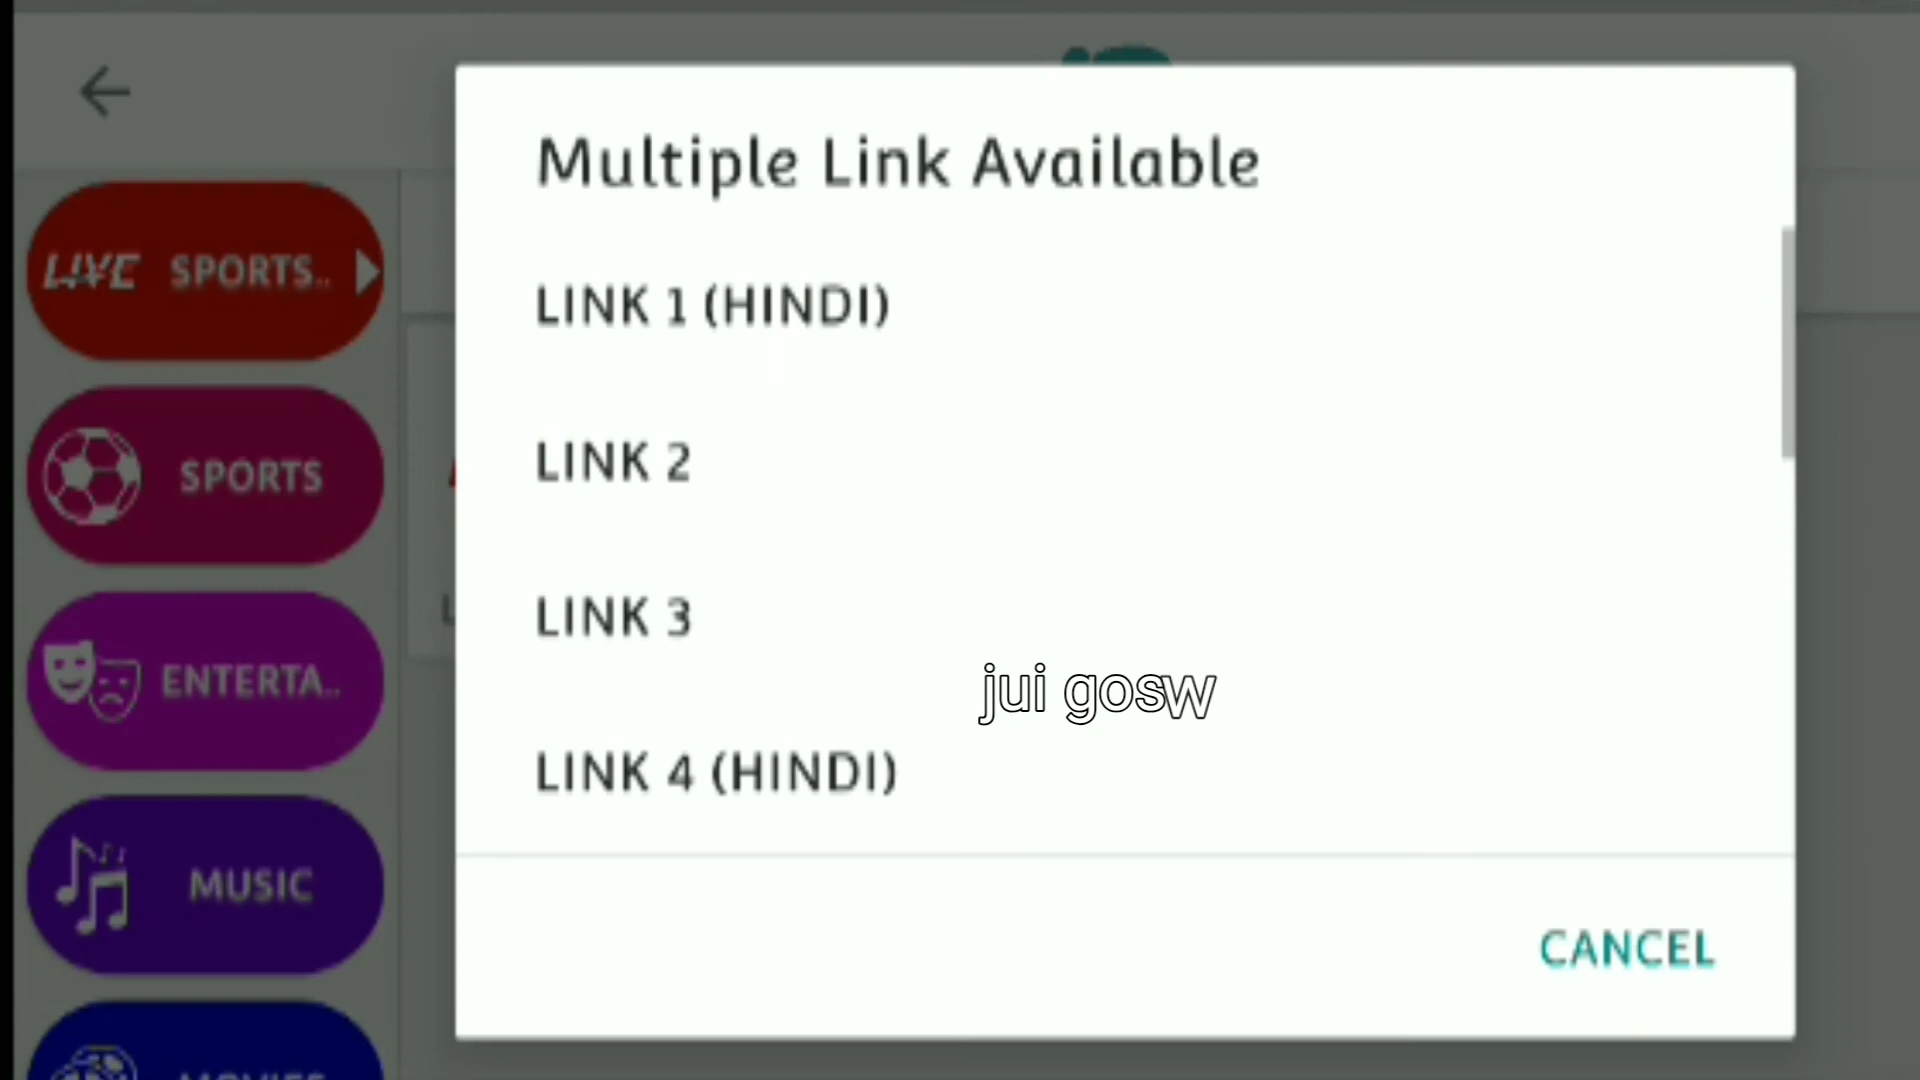 Multiple Link Available
LIVE SPORTS..
LINK 1 (HINDI)
SPORTS
LINK 2
LINK 3
ENTERTA..
jui gosw
LINK 4 (HINDI)
MUSIC
CANCEL
MOVIES